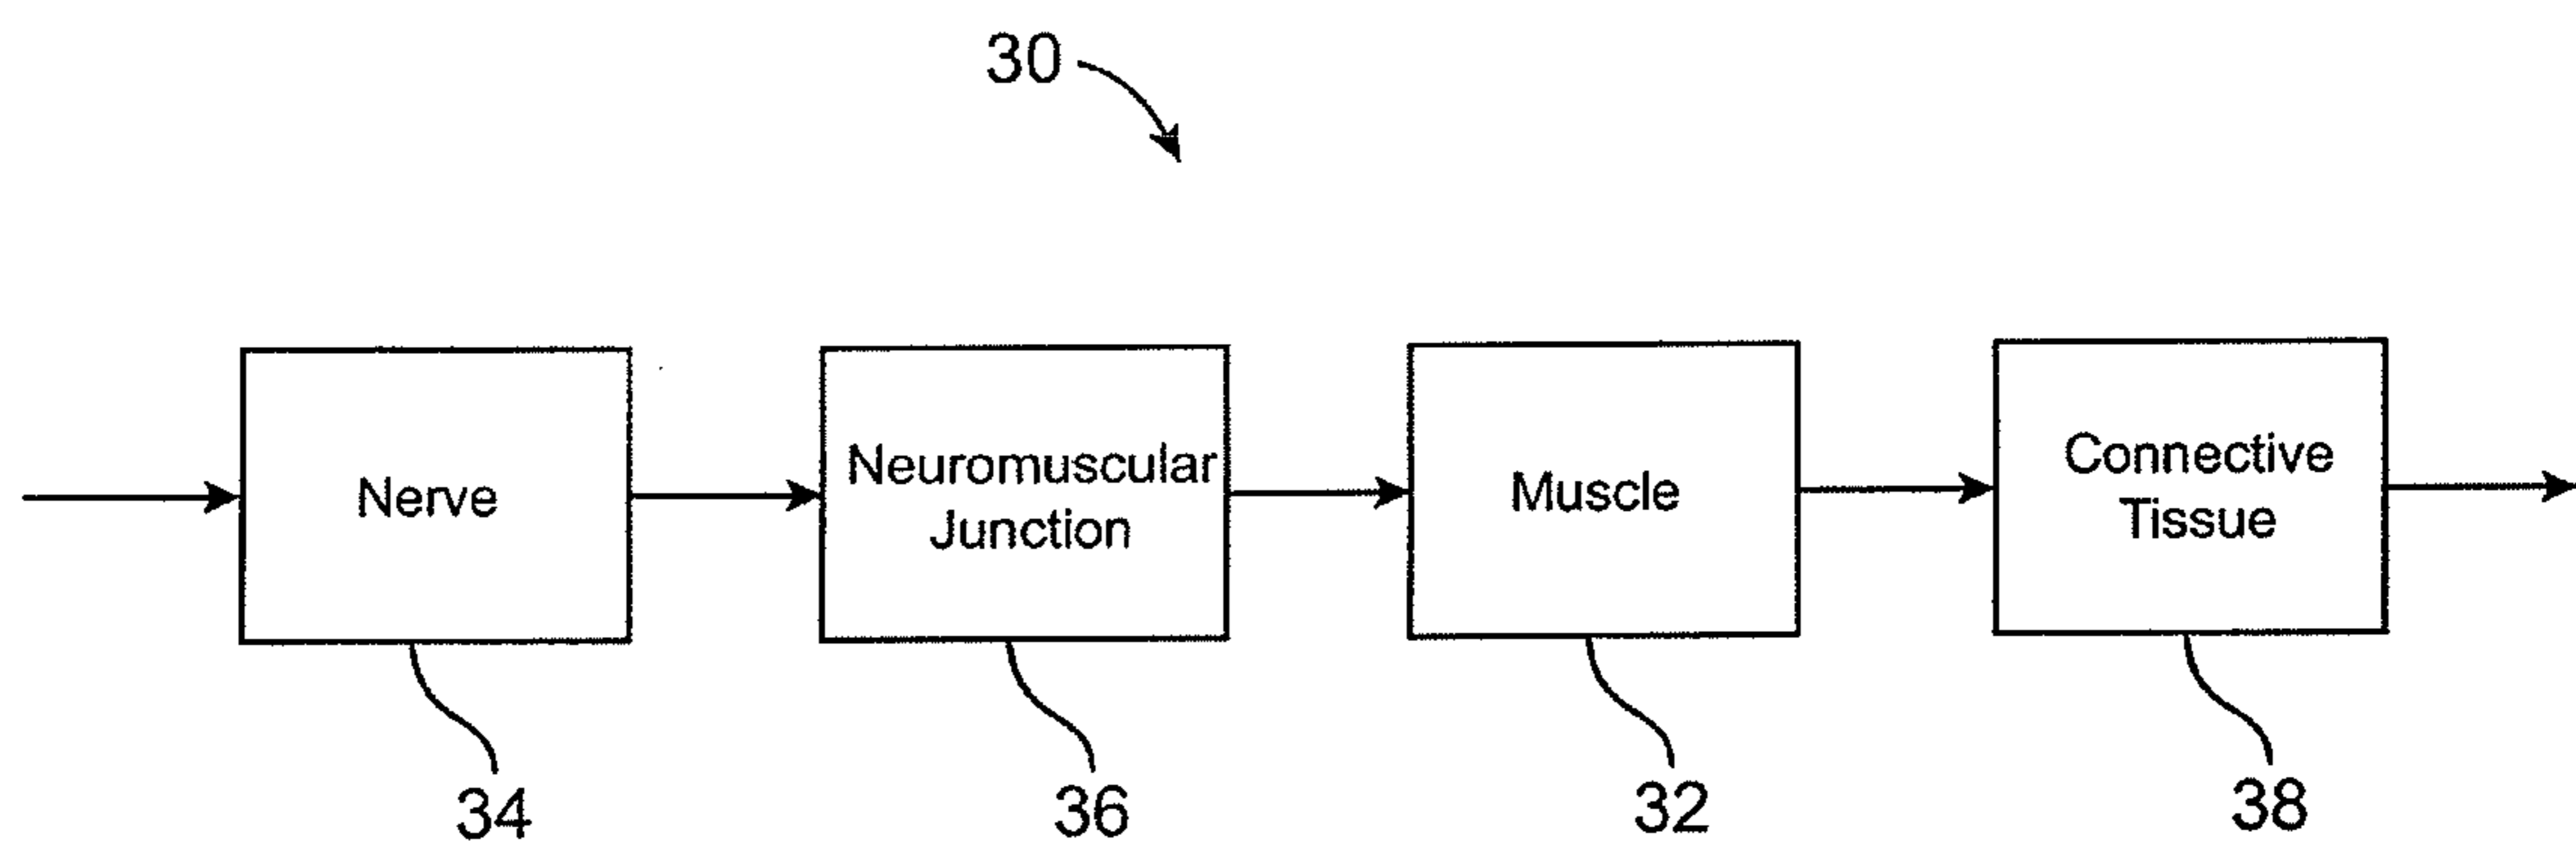 30
Nerve
Neuromuscular
Junction
Muscle
Connective
Tissue
34
36
32
38